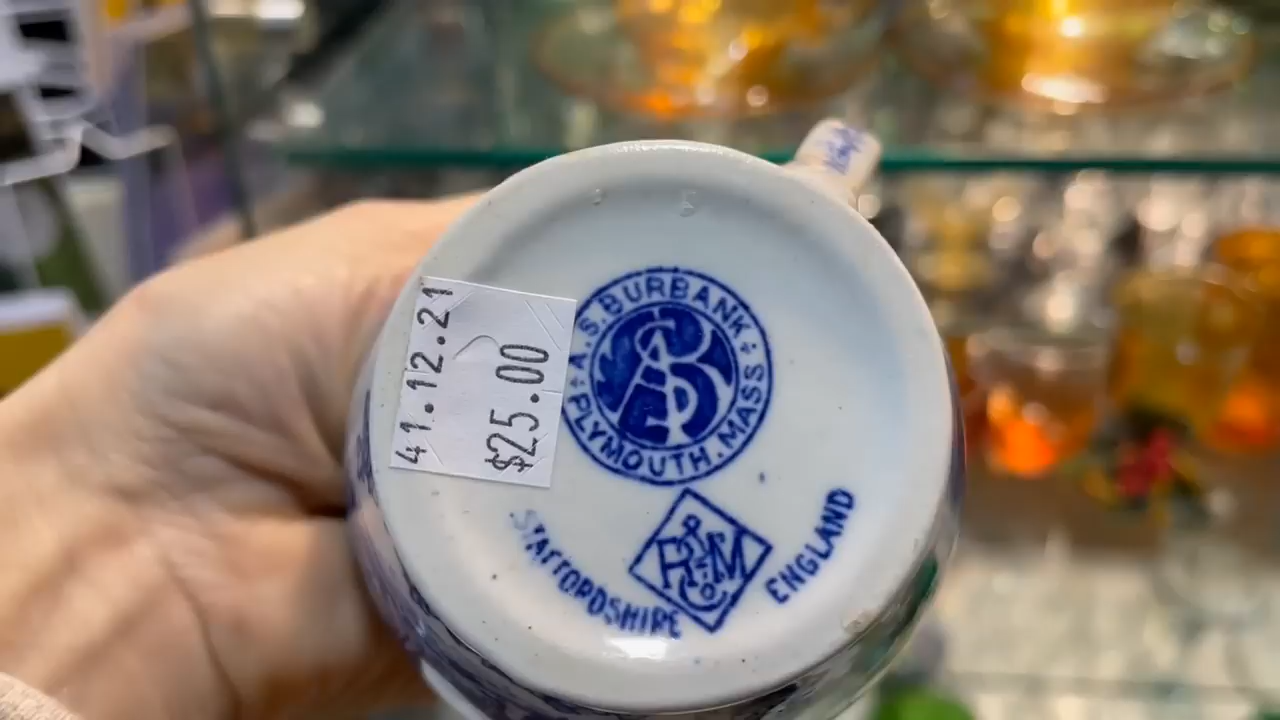 41.12.21
$25.00
A.S. BURBANK
PLYMOUTH. MASS
STAFFORDSHIRE
ENGLAND